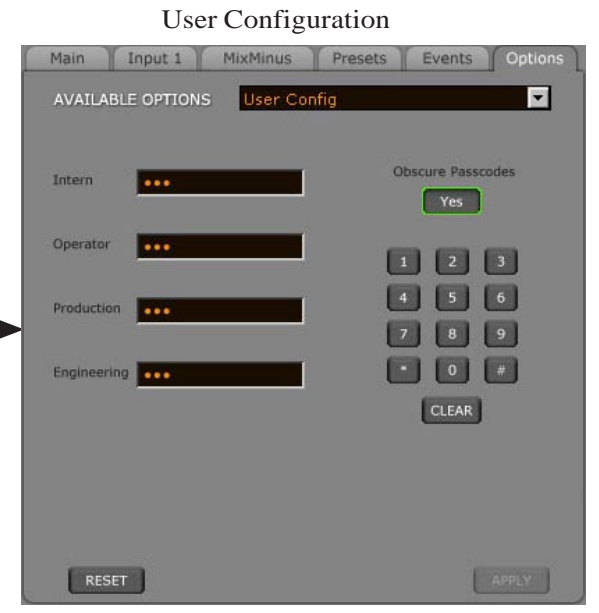 User Configuration
Main Input 1 MixMinus Presets Events Options
AVAILABLE OPTIONS User Config
Intern •••
Obscure Passcodes
Yes
Operator •••
1 2 3
Production •••
4 5 6
7 8 9
Engineering •••
* 0 #
CLEAR
RESET APPLY